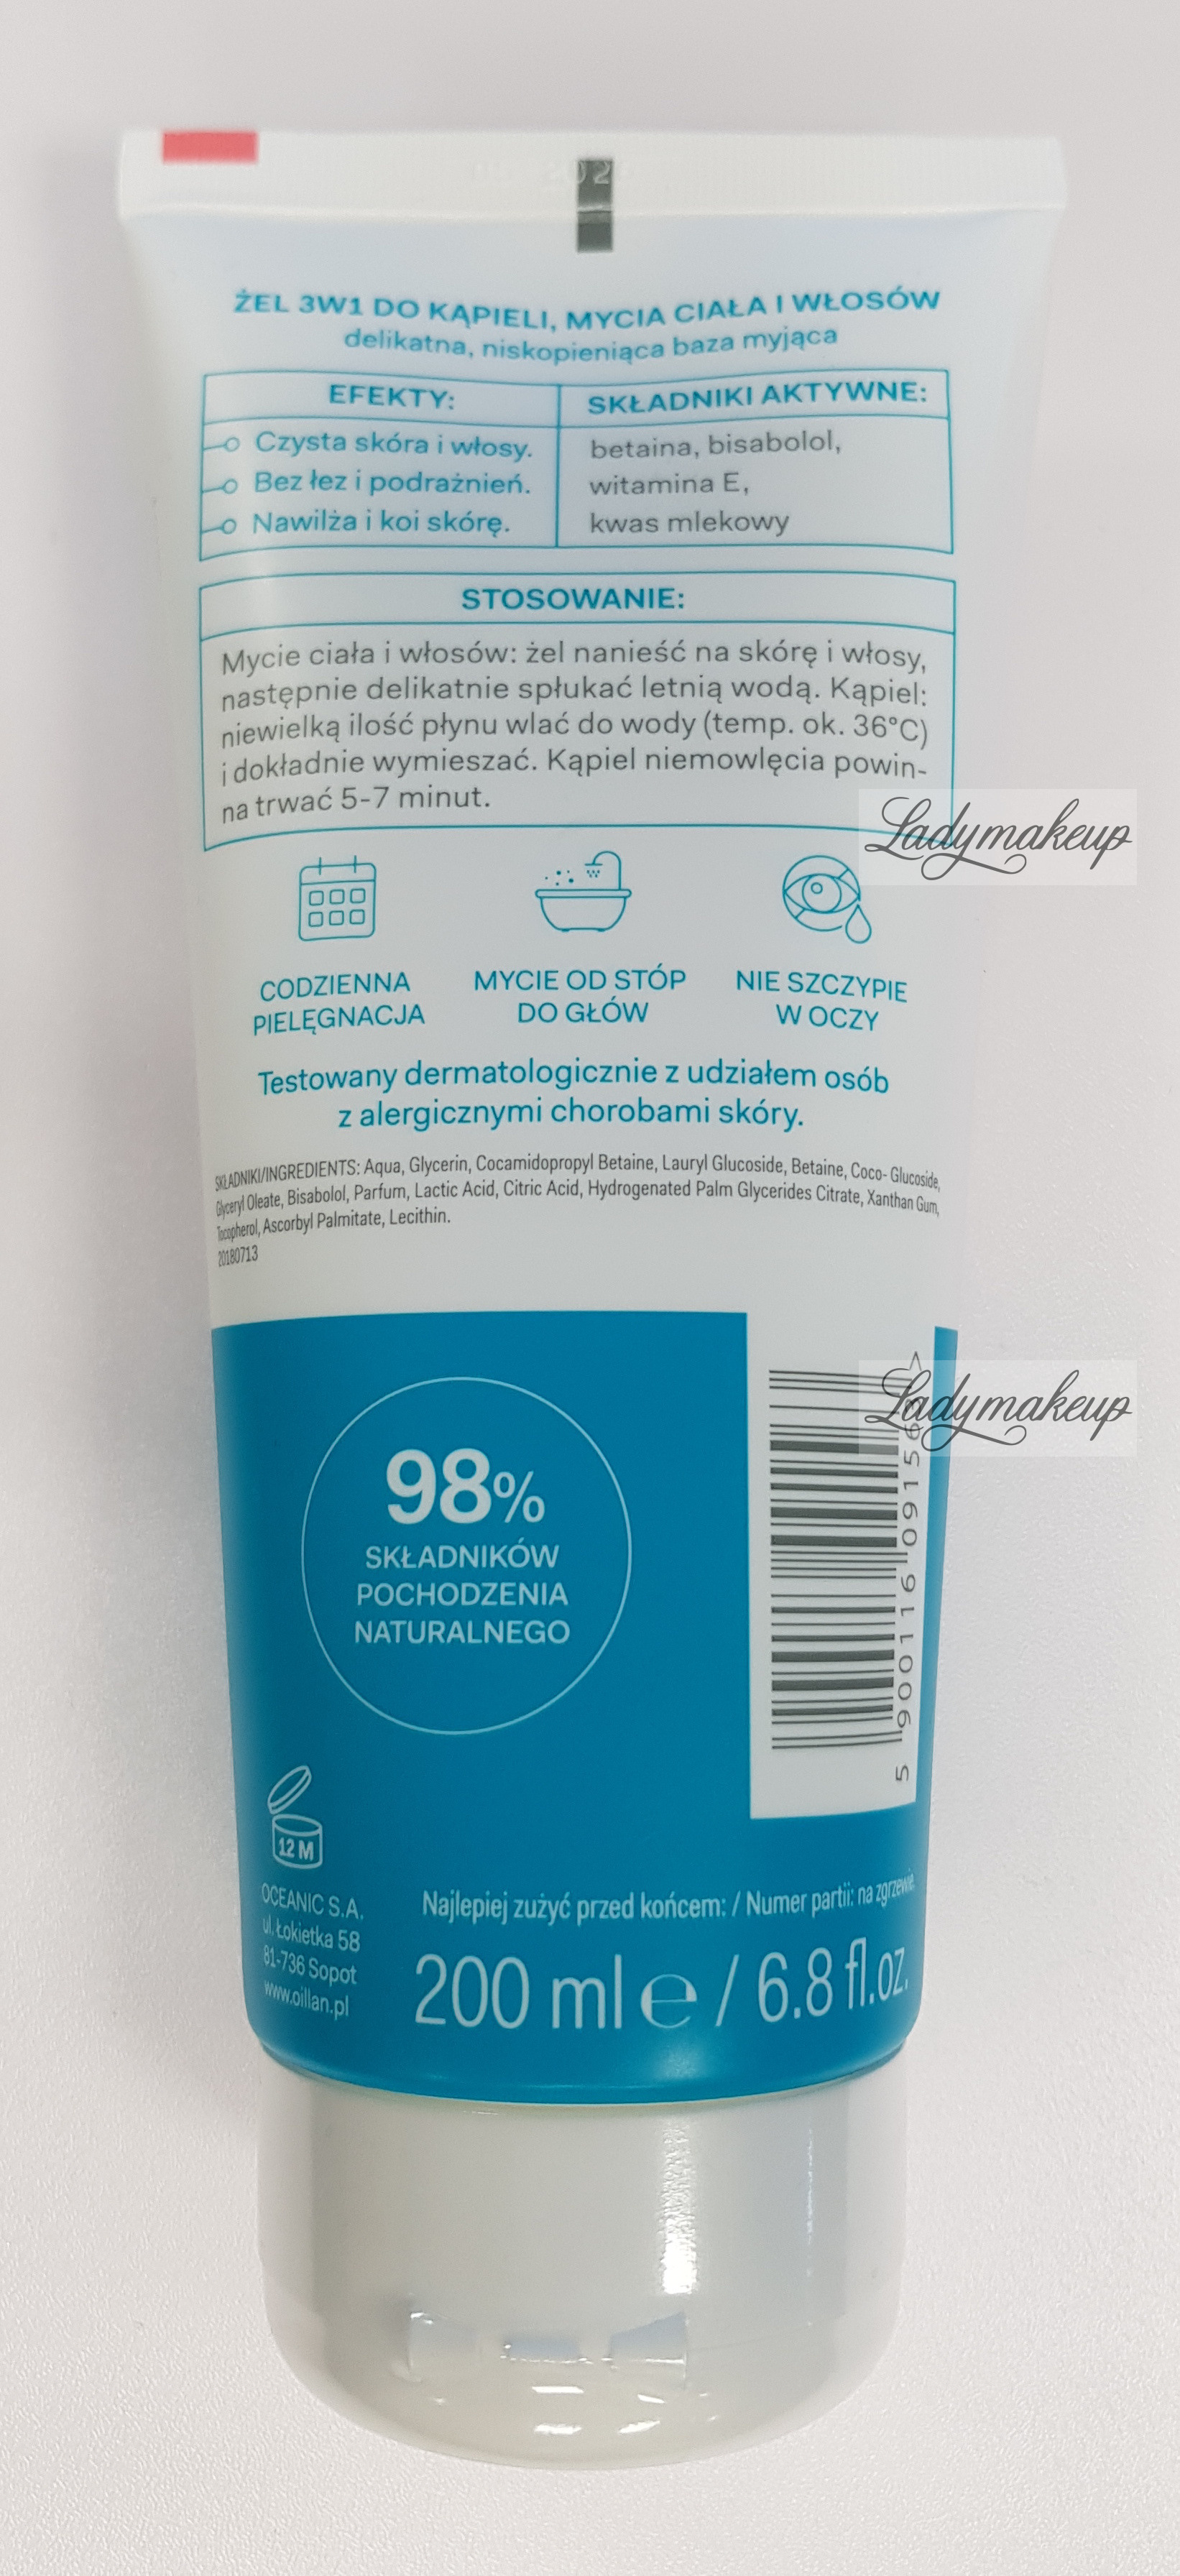 202
ŻEL 3W1 DO KĄPIELI, MYCIA CIAŁA I WŁOSÓW
delikatna, niskopieniąca baza myjąca
EFEKTY:
Czysta skóra i włosy.
Bez łez i podrażnień.
Nawilża i koi skórę.
SKŁADNIKI AKTYWNE:
betaina, bisabolol,
witamina E,
kwas mlekowy
STOSOWANIE:
Mycie ciała i włosów: żel nanieść na skórę i włosy,
następnie delikatnie spłukać letnią wodą. Kąpiel:
niewielką ilość płynu wlać do wody (temp. ok. 36°C)
i dokładnie wymieszać. Kąpiel niemowlęcia powin-
na trwać 5-7 minut.
Ladymakeup
CODZIENNA
PIELĘGNACJA
MYCIE OD STÓP
DO GŁÓW
NIE SZCZYPIE
W OCZY
Testowany dermatologicznie z udziałem osób
z alergicznymi chorobami skóry.
SKŁADNIKI/INGREDIENTS: Aqua, Glycerin, Cocamidopropyl Betaine, Lauryl Glucoside, Betaine, Coco- Glucoside,
Glyceryl Oleate, Bisabolol, Parfum, Lactic Acid, Citric Acid, Hydrogenated Palm Glycerides Citrate, Xanthan Gum,
Tocopherol, Ascorbyl Palmitate, Lecithin.
20180713
Ladymakeup
98%
SKŁADNIKÓW
POCHODZENIA
NATURALNEGO
12 M
OCEANIC S.A.
ul. Łokietka 58
81-736 Sopot
www.oillan.pl
Najlepiej zużyć przed końcem: / Numer partii: na zgrzewie.
200 ml e / 6.8 fl.oz.